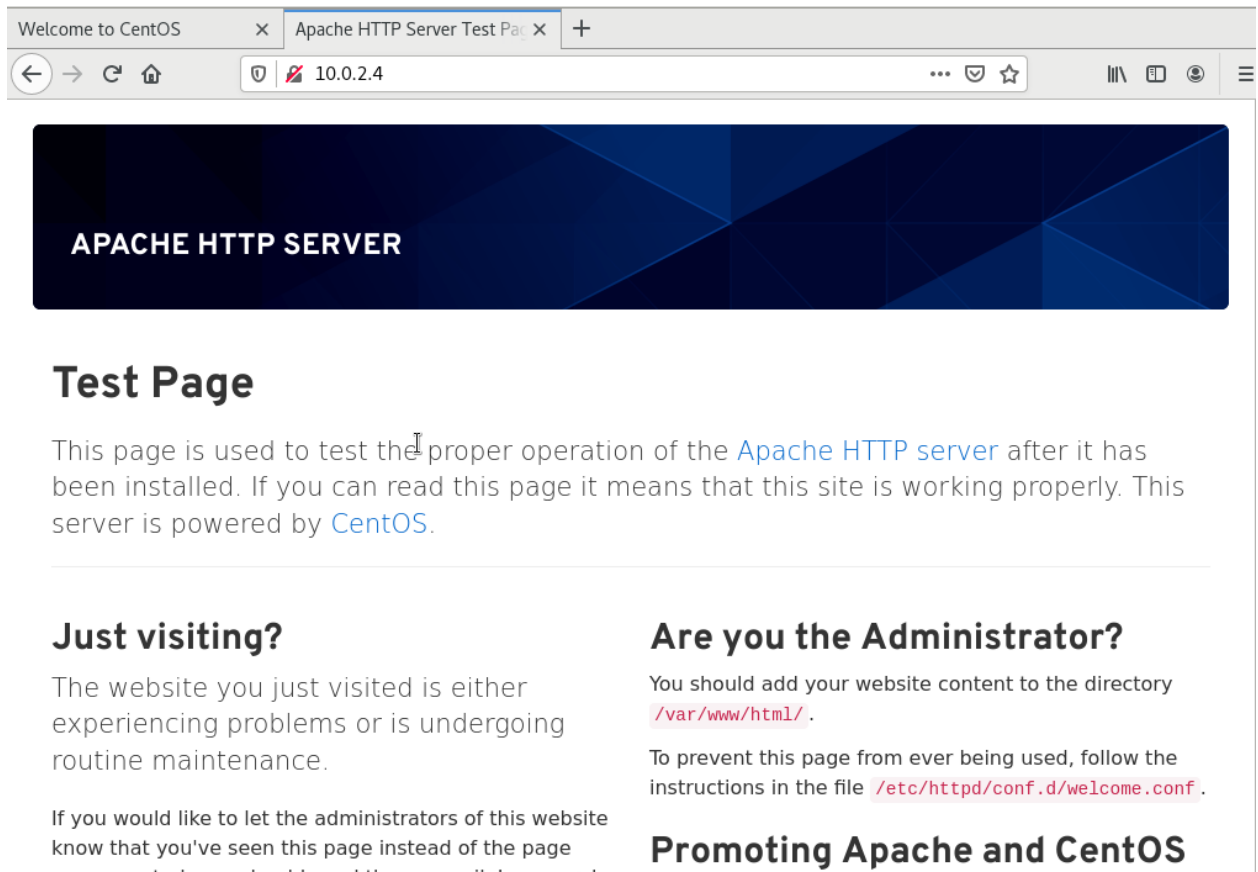 Welcome to CentOS
Apache HTTP Server Test Pag
10.0.2.4
APACHE HTTP SERVER
Test Page
This page is used to test the proper operation of the Apache HTTP server after it has
been installed. If you can read this page it means that this site is working properly. This
server is powered by CentOS.
Just visiting?
The website you just visited is either
experiencing problems or is undergoing
routine maintenance.
If you would like to let the administrators of this website
know that you've seen this page instead of the page
Are you the Administrator?
You should add your website content to the directory
/var/www/html/.
To prevent this page from ever being used, follow the
instructions in the file /etc/httpd/conf.d/welcome.conf.
Promoting Apache and CentOS